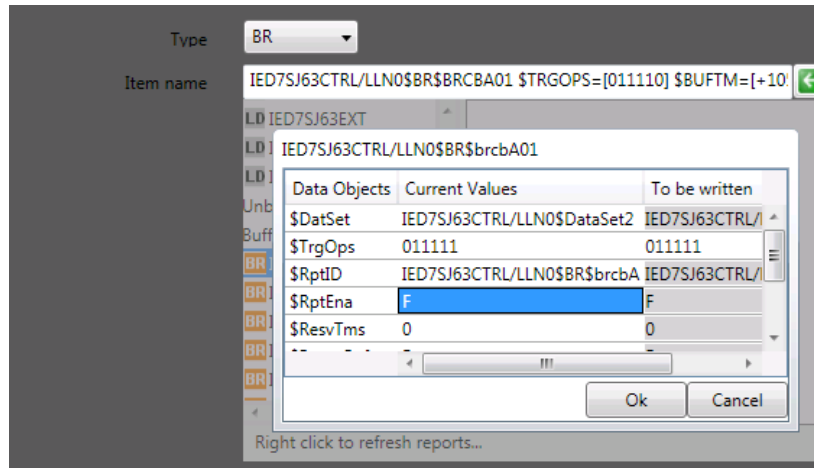 Type BR
Item name IED7SJ63CTRL/LLN0$BR$BRCBA01 $TRGOPS=[011110] $BUFTM=[+10
LD IED7SJ63EXT
LD
IED7SJ63CTRL/LLN0$BR$brcbA01
LD
Data Objects Current Values To be written
Unb
$DatSet IED7SJ63CTRL/LLN0$DataSet2 IED7SJ63CTRL/
Buff
$TrgOps 011111 011111
BR
$RptID IED7SJ63CTRL/LLN0$BR$brcbA IED7SJ63CTRL/
BR
$RptEna F F
BR
$ResvTms 0 0
BR
BR
Ok Cancel
Right click to refresh reports...